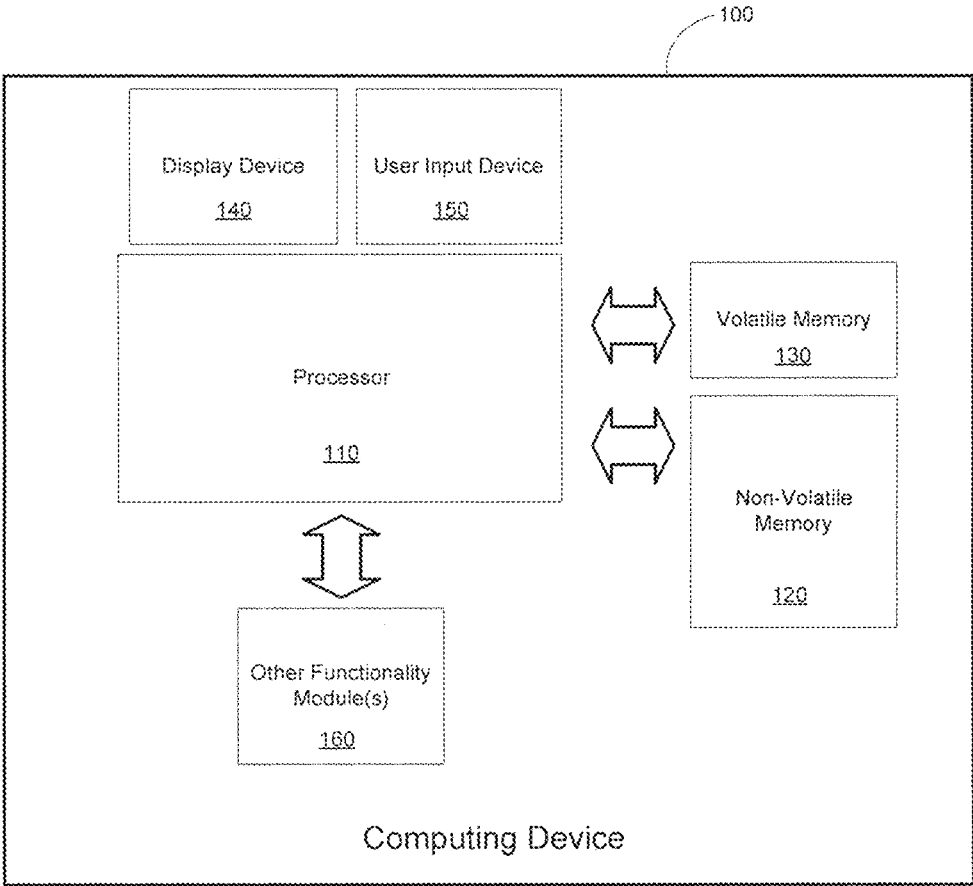 100
Display Device
140
User Input Device
150
Processor
110
Volatile Memory
130
Non-Volatile
Memory
120
Other Functionality
Module(s)
160
Computing Device